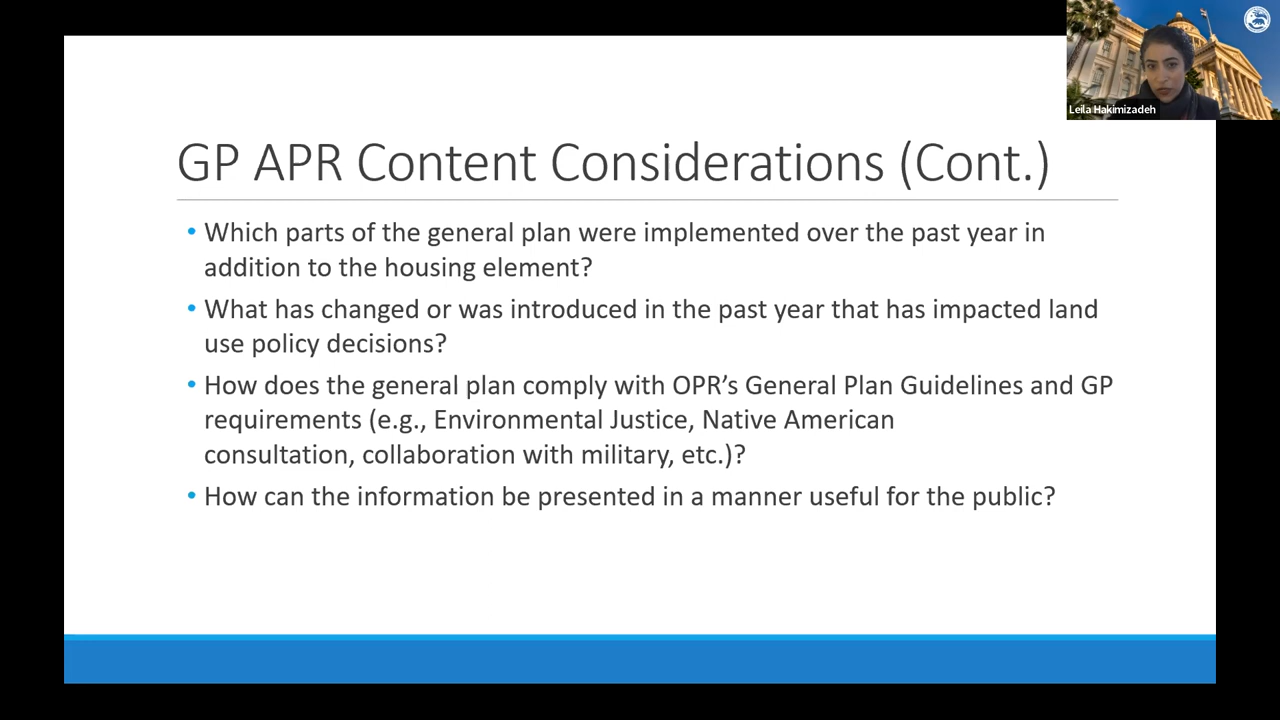 Leila Hakimizadeh
GP APR Content Considerations (Cont.)
• Which parts of the general plan were implemented over the past year in
addition to the housing element?
• What has changed or was introduced in the past year that has impacted land
use policy decisions?
• How does the general plan comply with OPR’s General Plan Guidelines and GP
requirements (e.g., Environmental Justice, Native American
consultation, collaboration with military, etc.)?
• How can the information be presented in a manner useful for the public?